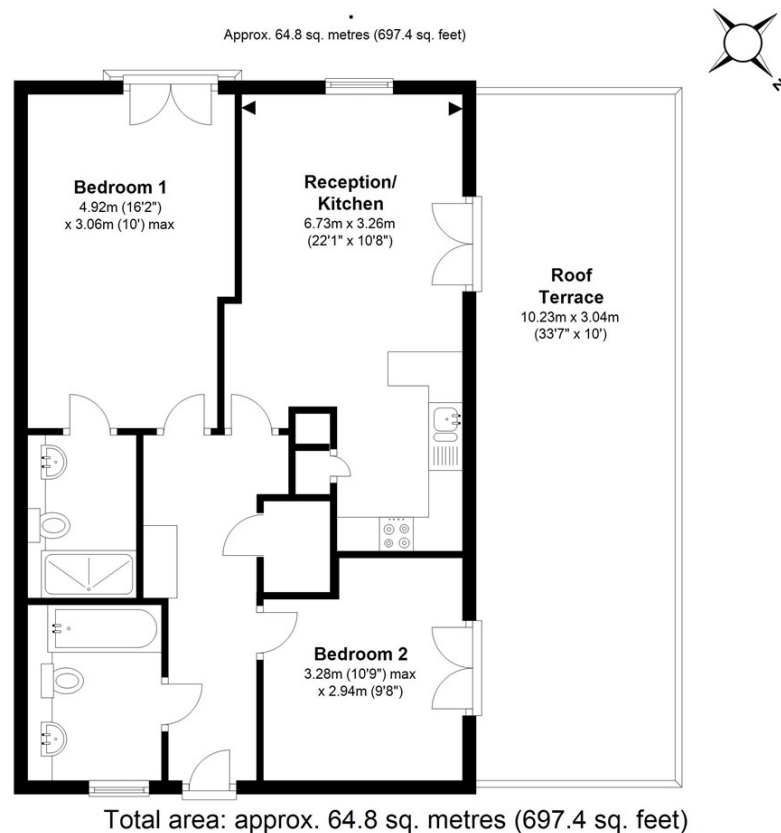 Approx. 64.8 sq. metres (697.4 sq. feet)
N
Bedroom 1
4.92m (16'2")
x 3.06m (10') max
Reception/
Kitchen
6.73m x 3.26m
(22'1" x 10'8")
Roof
Terrace
10.23m x 3.04m
(33'7" x 10')
Bedroom 2
3.28m (10'9") max
x 2.94m (9'8")
Total area: approx. 64.8 sq. metres (697.4 sq. feet)